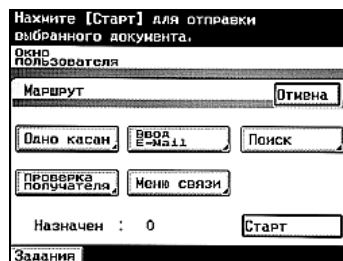 Нажмите [Старт] для отправки
выбранного документа.
Окно
пользователя
Маршрут
Отмена
Одно касан.
Ввод
E-Mail
Поиск
Проверка
получателя
Меню связи
Назначен : 0
Старт
Задания